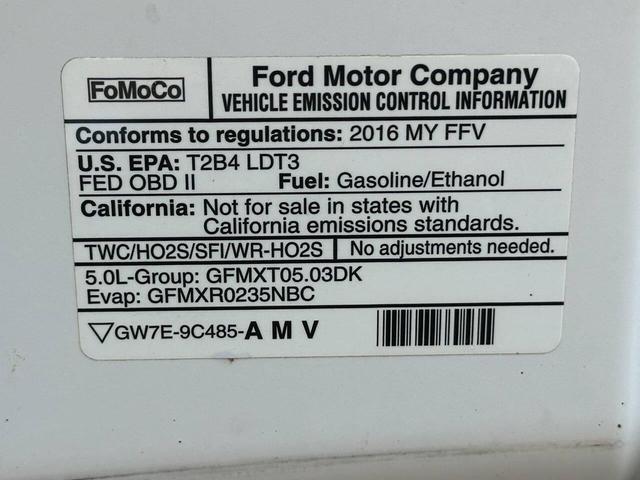 FoMoCo
Ford Motor Company
VEHICLE EMISSION CONTROL INFORMATION
Conforms to regulations: 2016 MY FFV
U.S. EPA: T2B4 LDT3
FED OBD II Fuel: Gasoline/Ethanol
California: Not for sale in states with
California emissions standards.
TWC/HO2S/SFI/WR-HO2S No adjustments needed.
5.0L-Group: GFMXT05.03DK
Evap: GFMXR0235NBC
GW7E-9C485-A M V